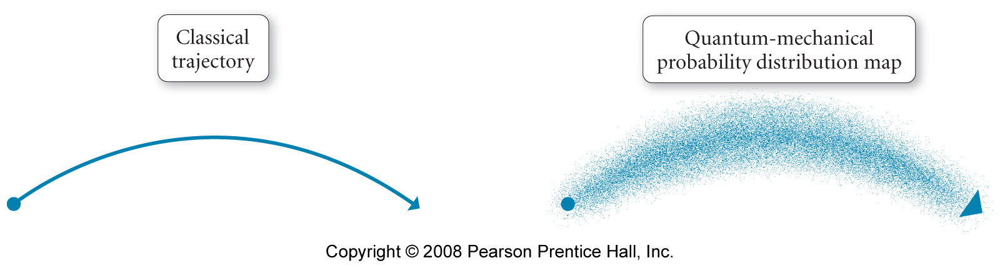 Classical
trajectory
Quantum-mechanical
probability distribution map
Copyright © 2008 Pearson Prentice Hall, Inc.